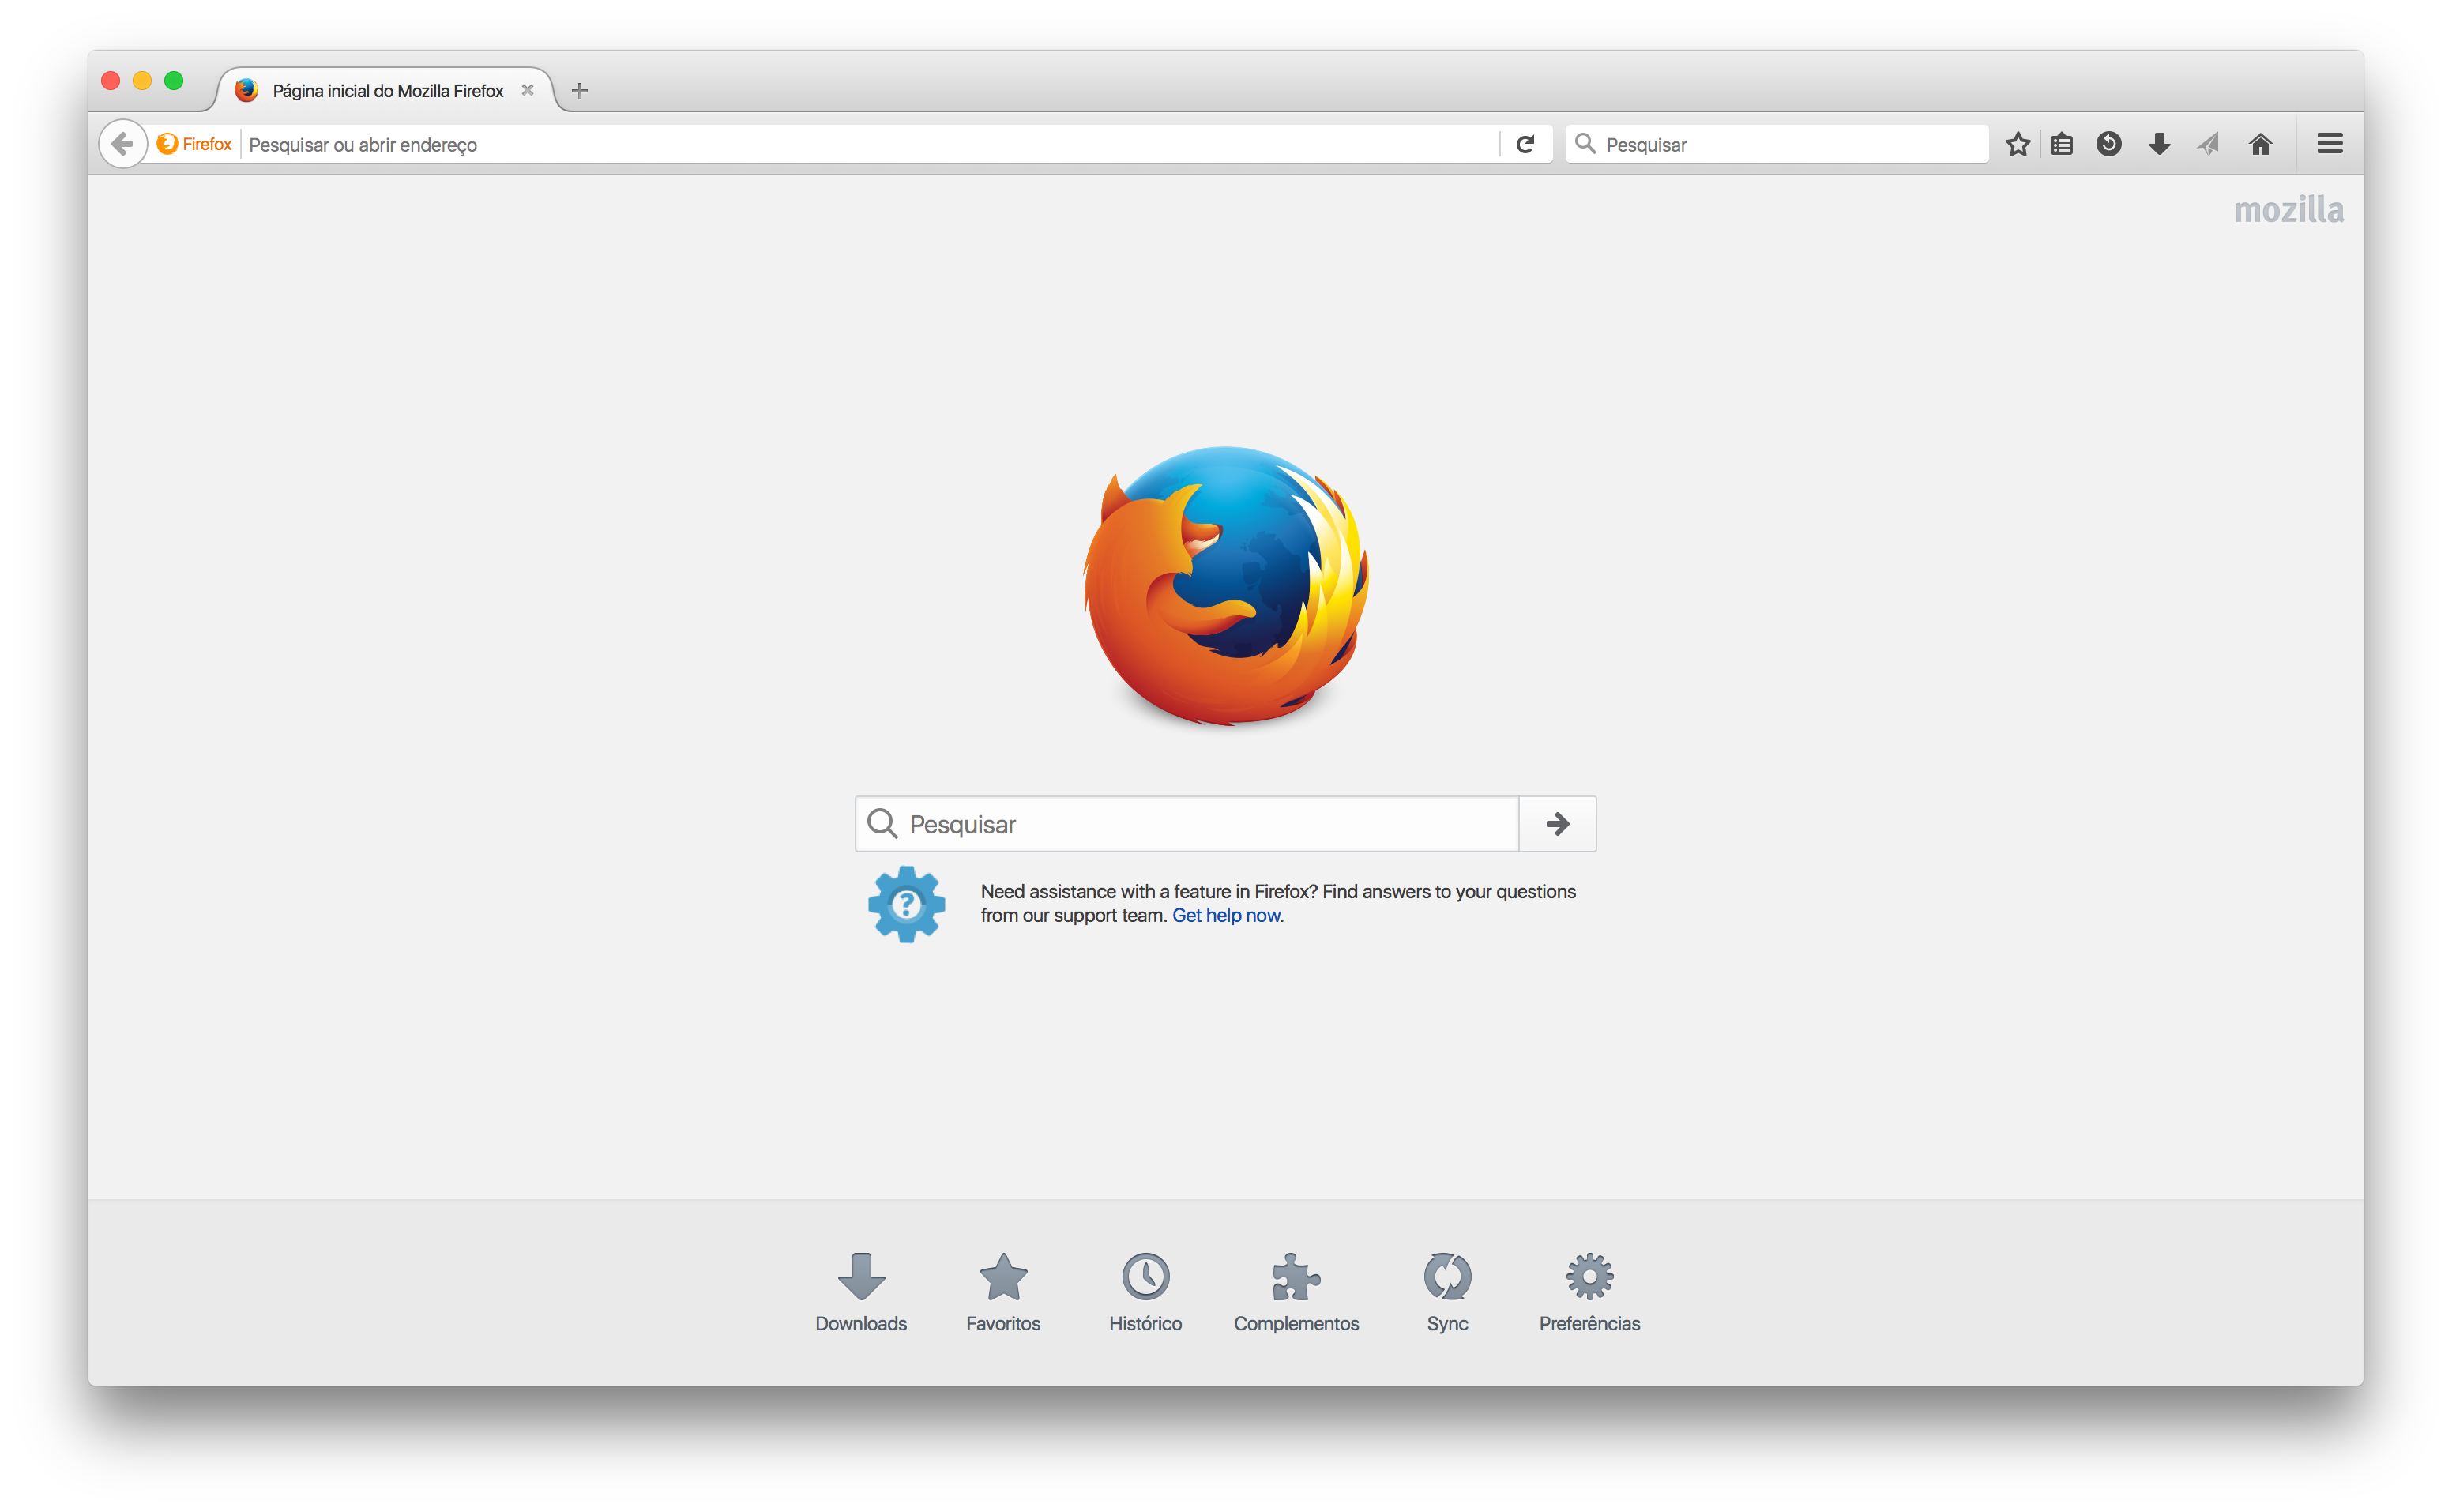 Página inicial do Mozilla Firefox
Firefox
Pesquisar ou abrir endereço
Pesquisar
mozilla
Pesquisar
Need assistance with a feature in Firefox? Find answers to your questions
from our support team. Get help now.
Downloads
Favoritos
Histórico
Complementos
Sync
Preferências